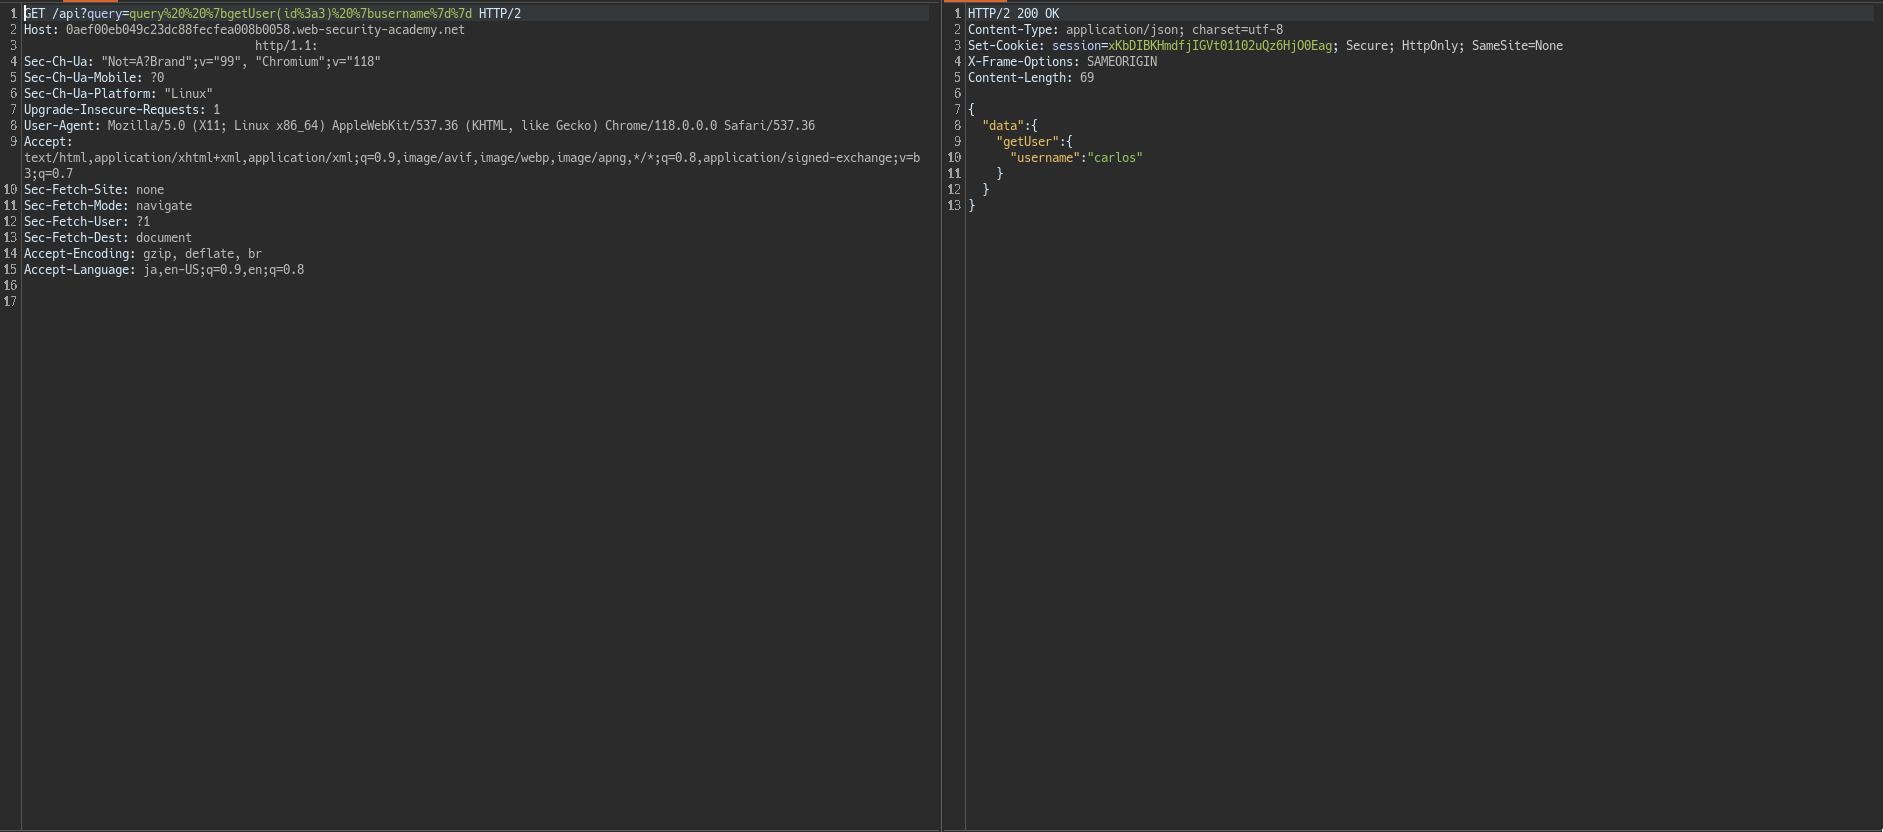 1 GET /api?query=query%20%20%7bgetUser(id%3a3)%20%7busername%7d%7d HTTP/2
2 Host: 0aef00eb049c23dc88fecfea008b0058.web-security-academy.net
3 http/1.1:
4 Sec-Ch-Ua: "Not=A?Brand";v="99", "Chromium";v="118"
5 Sec-Ch-Ua-Mobile: ?0
6 Sec-Ch-Ua-Platform: "Linux"
7 Upgrade-Insecure-Requests: 1
8 User-Agent: Mozilla/5.0 (X11; Linux x86_64) AppleWebKit/537.36 (KHTML, like Gecko) Chrome/118.0.0.0 Safari/537.36
9 Accept:
text/html,application/xhtml+xml,application/xml;q=0.9,image/avif,image/webp,image/apng,*/*;q=0.8,application/signed-exchange;v=b
3;q=0.7
10 Sec-Fetch-Site: none
11 Sec-Fetch-Mode: navigate
12 Sec-Fetch-User: ?1
13 Sec-Fetch-Dest: document
14 Accept-Encoding: gzip, deflate, br
15 Accept-Language: ja,en-US;q=0.9,en;q=0.8
16
17
1 HTTP/2 200 OK
2 Content-Type: application/json; charset=utf-8
3 Set-Cookie: session=xKbDIBKHmdfjIGVt01102uQz6HjO0Eag; Secure; HttpOnly; SameSite=None
4 X-Frame-Options: SAMEORIGIN
5 Content-Length: 69
6
7 {
8 "data":{
9 "getUser":{
10 "username":"carlos"
11 }
12 }
13 }